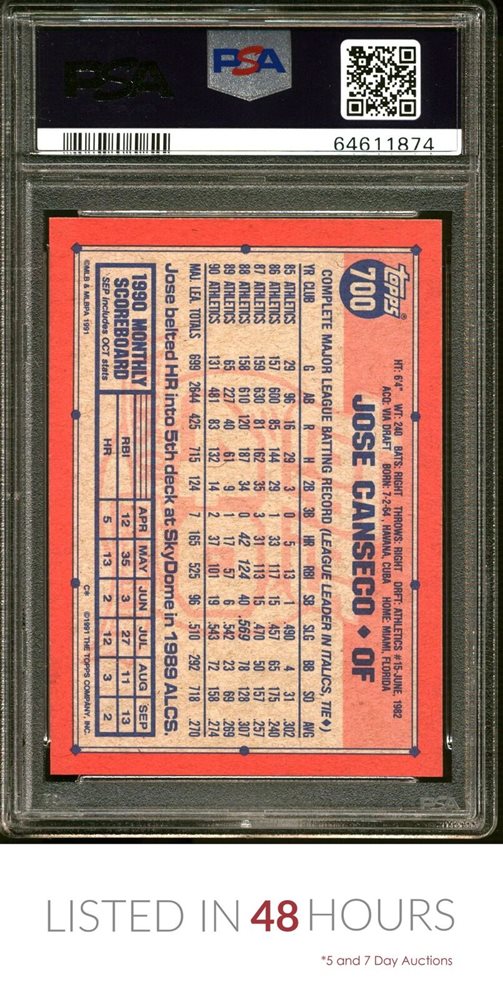 PSA
PSA
64611874
Topps®
700
HT: 6'4" WT: 240 BATS: RIGHT THROWS: RIGHT DRFT: ATHLETICS #15-JUNE, 1982
ACQ: VIA DRAFT BORN: 7-2-64, HAVANA, CUBA HOME: MIAMI, FLORIDA
JOSE CANSECO ♦ OF
COMPLETE MAJOR LEAGUE BATTING RECORD (LEAGUE LEADER IN ITALICS, TIE♦)
YR CLUB G AB R H 2B 3B HR RBI SB SLG BB SO AVG
85 ATHLETICS 29 96 16 29 3 0 5 13 1 .490 4 31 .302
86 ATHLETICS 157 600 85 144 29 1 33 117 15 .457 65 175 .240
87 ATHLETICS 159 630 81 162 35 3 31 113 15 .470 50 157 .257
88 ATHLETICS 158 610 120 187 34 0 42 124 40 .569 78 128 .307
89 ATHLETICS 65 227 40 61 9 1 17 57 6 .542 23 69 .269
90 ATHLETICS 131 481 83 132 14 2 37 101 19 .543 72 158 .274
MAJ. LEA. TOTALS 699 2644 425 715 124 7 165 525 96 .510 292 718 .270
Jose belted HR into 5th deck at SkyDome in 1989 ALCS.
1990 MONTHLY SCOREBOARD
SEP includes OCT stats
APR MAY JUN JUL AUG SEP
RBI 12 35 3 27 11 13
HR 5 13 2 12 3 2
©MLB & MLBPA 1991
C* ©1991 THE TOPPS COMPANY, INC.
PSA
LISTED IN 48 HOURS
*5 and 7 Day Auctions